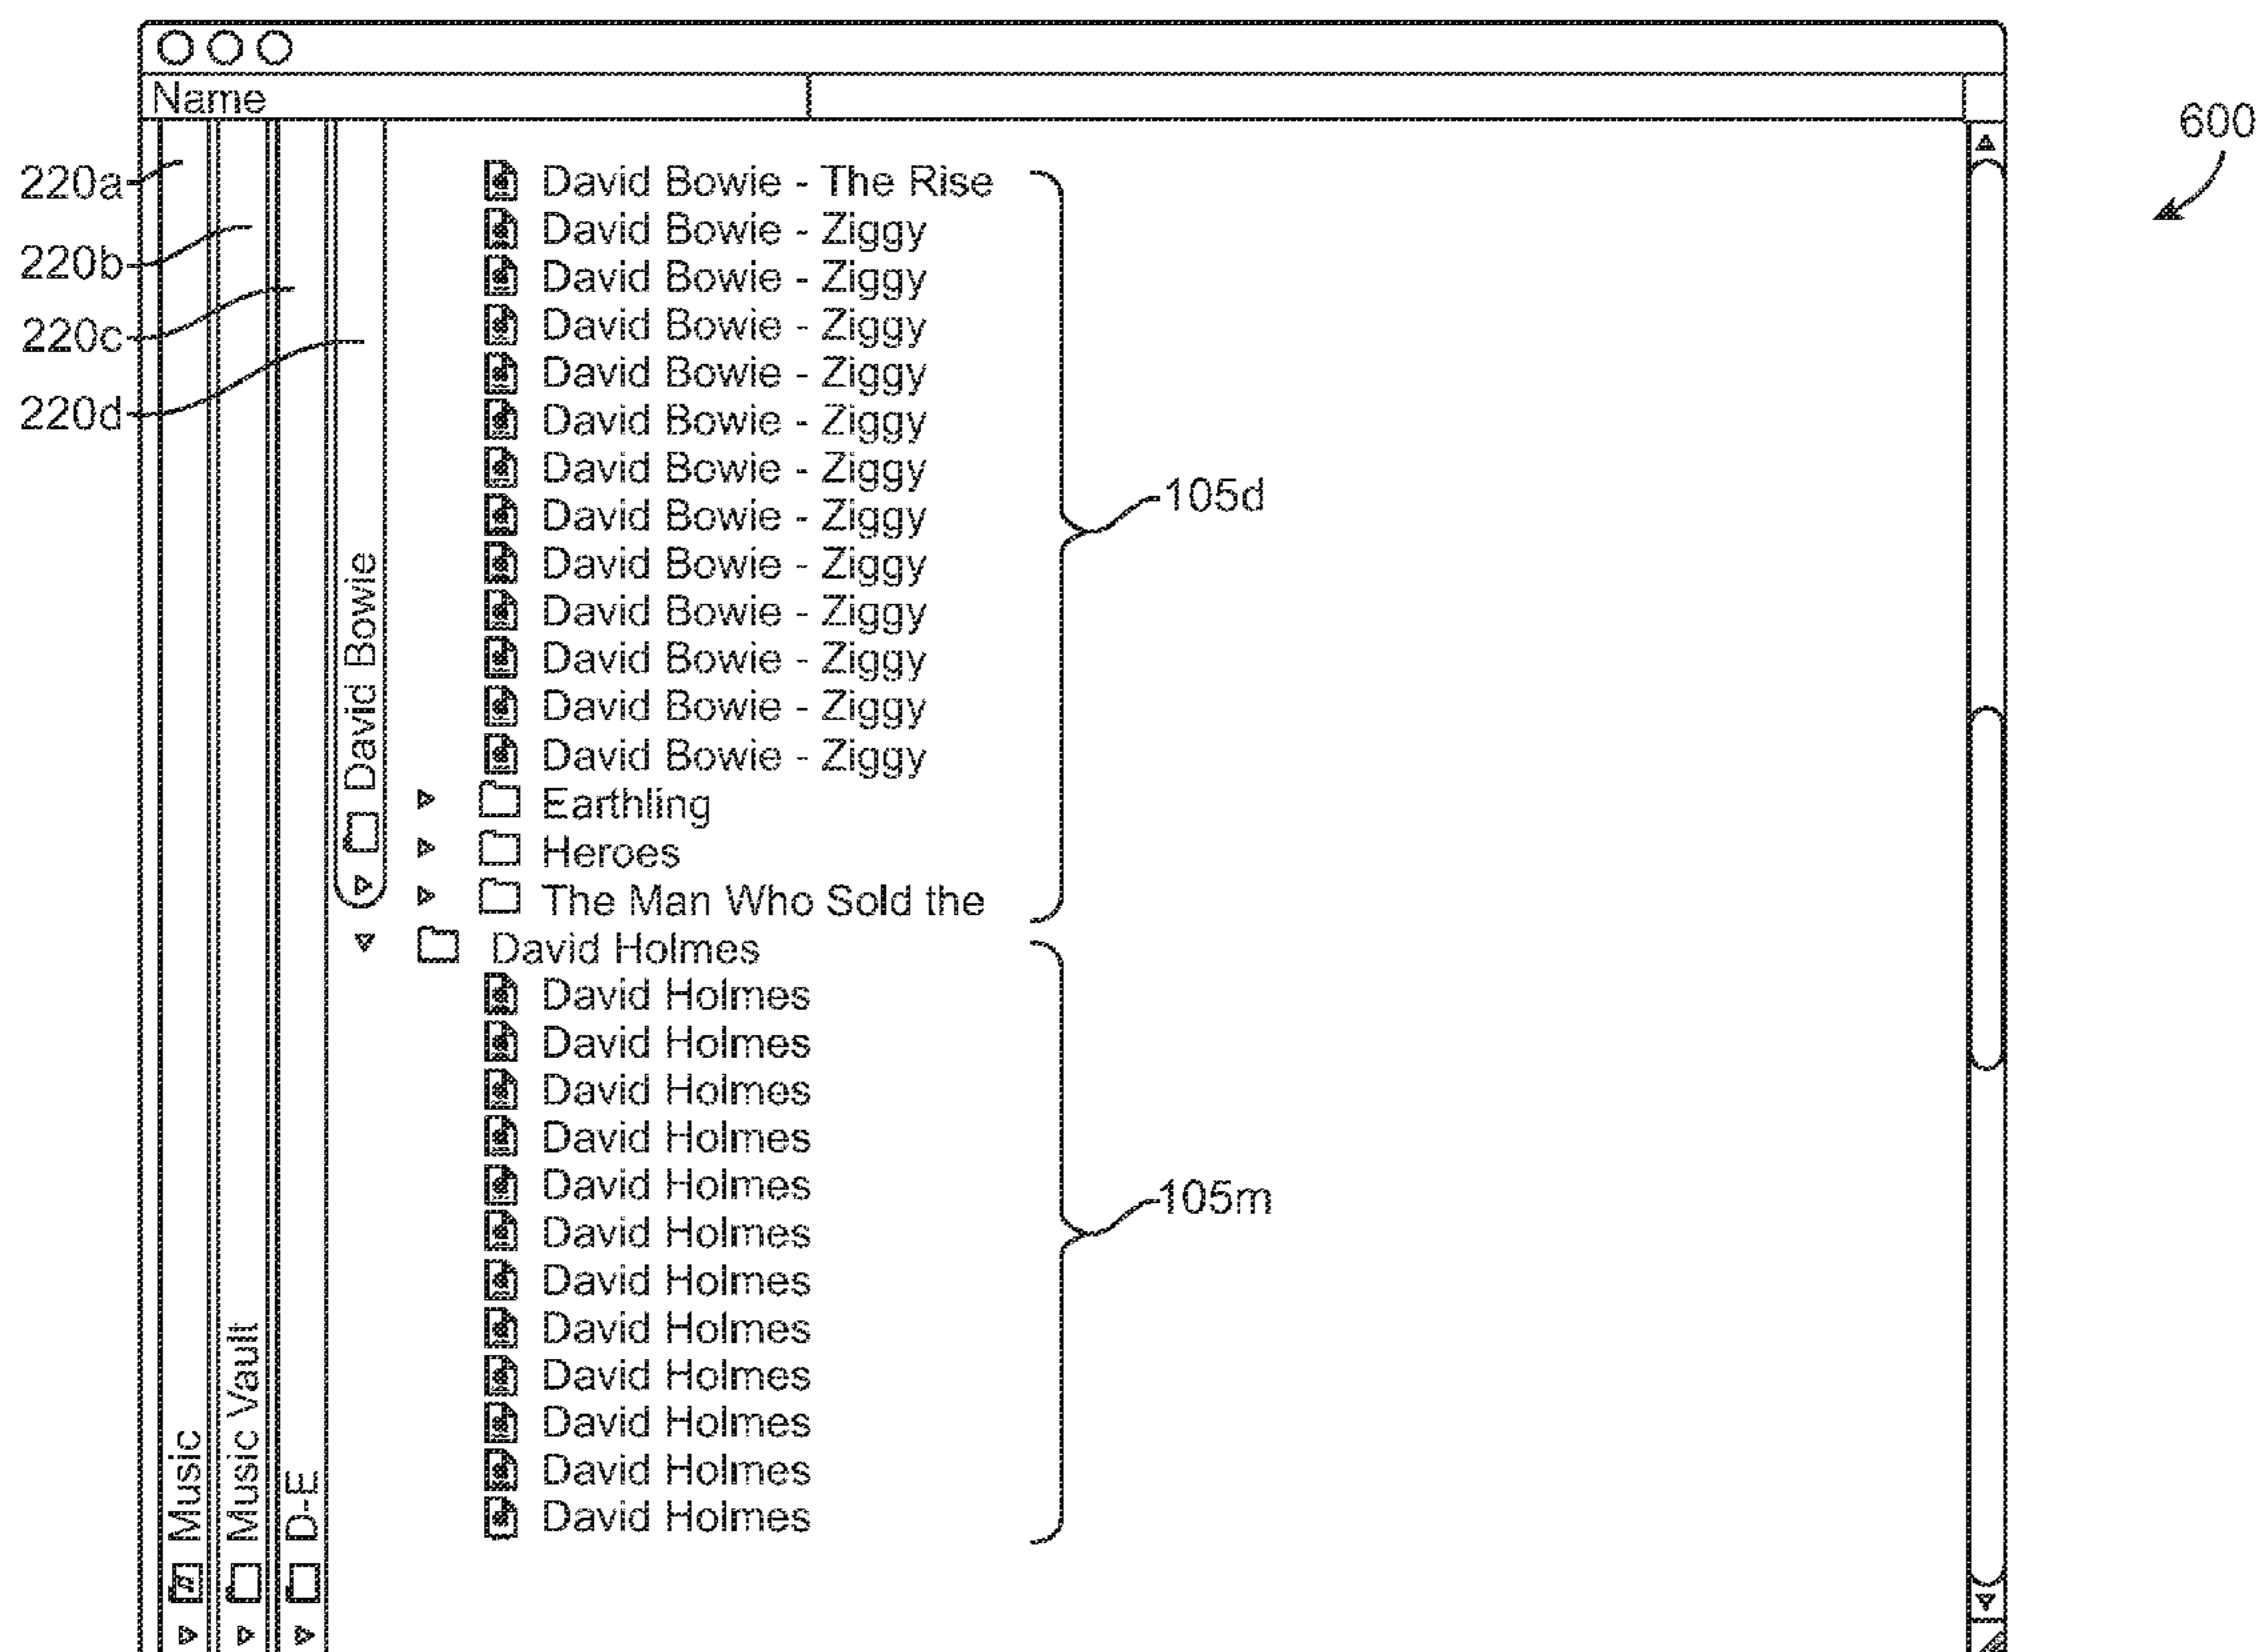 Name
600
220a
220b
220c
220d
David Bowie - The Rise
David Bowie - Ziggy
David Bowie - Ziggy
David Bowie - Ziggy
David Bowie - Ziggy
David Bowie - Ziggy
David Bowie - Ziggy
David Bowie - Ziggy
David Bowie - Ziggy
David Bowie - Ziggy
David Bowie - Ziggy
David Bowie - Ziggy
David Bowie - Ziggy
Earthling
Heroes
The Man Who Sold the
105d
David Holmes
David Holmes
David Holmes
David Holmes
David Holmes
David Holmes
David Holmes
David Holmes
David Holmes
David Holmes
David Holmes
David Holmes
David Holmes
105m
Music
Music Vault
D-E
David Bowie